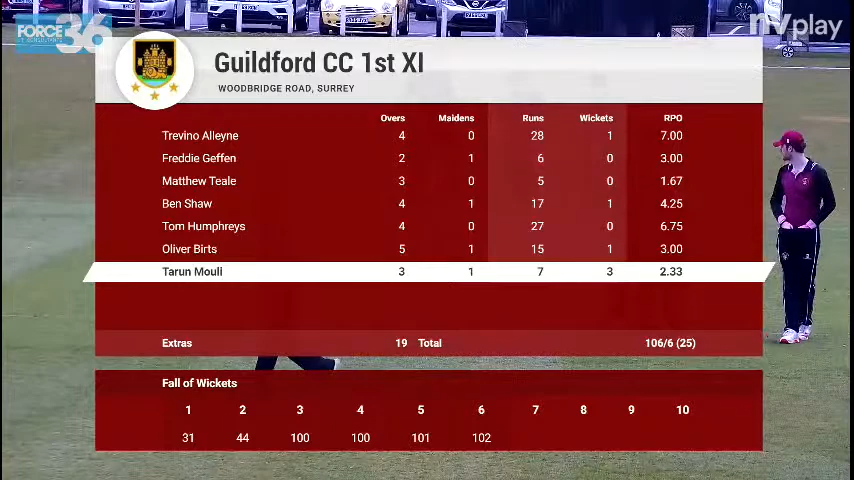 FORCE 36
nvplay
Guildford CC 1st XI
WOODBRIDGE ROAD, SURREY
Overs Maidens Runs Wickets RPO
Trevino Alleyne 4 0 28 1 7.00
Freddie Geffen 2 1 6 0 3.00
Matthew Teale 3 0 5 0 1.67
Ben Shaw 4 1 17 1 4.25
Tom Humphreys 4 0 27 0 6.75
Oliver Birts 5 1 15 1 3.00
Tarun Mouli 3 1 7 3 2.33
Extras 19 Total 106/6 (25)
Fall of Wickets
1 2 3 4 5 6 7 8 9 10
31 44 100 100 101 102